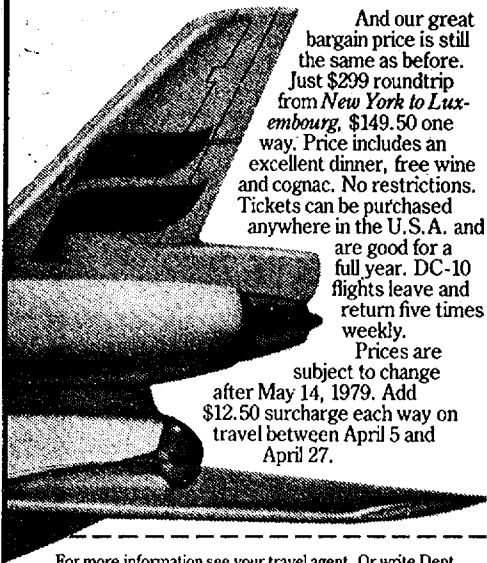 And our great
bargain price is still
the same as before.
Just $299 roundtrip
from New York to Lux-
embourg, $149.50 one
way. Price includes an
excellent dinner, free wine
and cognac. No restrictions.
Tickets can be purchased
anywhere in the U.S.A. and
are good for a
full year. DC-10
flights leave and
return five times
weekly.
Prices are
subject to change
after May 14, 1979. Add
$12.50 surcharge each way on
travel between April 5 and
April 27.
For more information see your travel agent. Or write Dept.